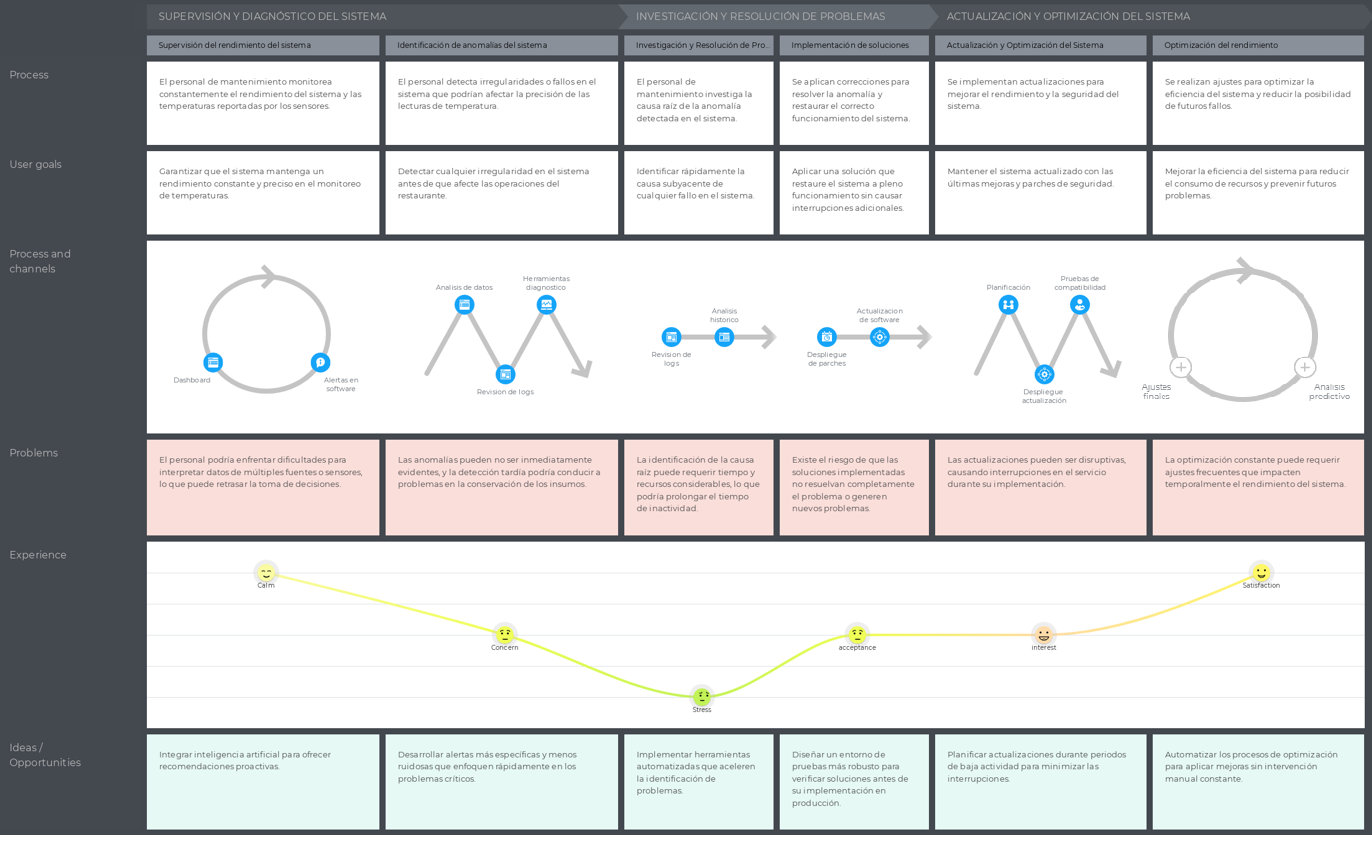 SUPERVISIÓN Y DIAGNÓSTICO DEL SISTEMA
INVESTIGACIÓN Y RESOLUCIÓN DE PROBLEMAS
ACTUALIZACIÓN Y OPTIMIZACIÓN DEL SISTEMA
Supervisión del rendimiento del sistema
Identificación de anomalías del sistema
Investigación y Resolución de Pro...
Implementación de soluciones
Actualización y Optimización del Sistema
Optimización del rendimiento
Process
El personal de mantenimiento monitorea
constantemente el rendimiento del sistema y las
temperaturas reportadas por los sensores.
El personal detecta irregularidades o fallos en el
sistema que podrían afectar la precisión de las
lecturas de temperatura.
El personal de
mantenimiento investiga la
causa raíz de la anomalía
detectada en el sistema.
Se aplican correcciones para
resolver la anomalía y
restaurar el correcto
funcionamiento del sistema.
Se implementan actualizaciones para
mejorar el rendimiento y la seguridad del
sistema.
Se realizan ajustes para optimizar la
eficiencia del sistema y reducir la posibilidad
de futuros fallos.
User goals
Garantizar que el sistema mantenga un
rendimiento constante y preciso en el monitoreo
de temperaturas.
Detectar cualquier irregularidad en el sistema
antes de que afecte las operaciones del
restaurante.
Identificar rápidamente la
causa subyacente de
cualquier fallo en el sistema.
Aplicar una solución que
restaure el sistema a pleno
funcionamiento sin causar
interrupciones adicionales.
Mantener el sistema actualizado con las
últimas mejoras y parches de seguridad.
Mejorar la eficiencia del sistema para reducir
el consumo de recursos y prevenir futuros
problemas.
Process and
channels
Dashboard
Alertas en
software
Analisis de datos
Herramientas
diagnostico
Revision de logs
Revision de
logs
Analisis
historico
Despliegue
de parches
Actualizacion
de software
Planificación
Pruebas de
compatibilidad
Despliegue
actualización
Ajustes
finales
Analisis
predictivo
Problems
El personal podría enfrentar dificultades para
interpretar datos de múltiples fuentes o sensores,
lo que puede retrasar la toma de decisiones.
Las anomalías pueden no ser inmediatamente
evidentes, y la detección tardía podría conducir a
problemas en la conservación de los insumos.
La identificación de la causa
raíz puede requerir tiempo y
recursos considerables, lo que
podría prolongar el tiempo
de inactividad.
Existe el riesgo de que las
soluciones implementadas
no resuelvan completamente
el problema o generen
nuevos problemas.
Las actualizaciones pueden ser disruptivas,
causando interrupciones en el servicio
durante su implementación.
La optimización constante puede requerir
ajustes frecuentes que impacten
temporalmente el rendimiento del sistema.
Experience
Calm
Concern
Stress
acceptance
interest
Satisfaction
Ideas /
Opportunities
Integrar inteligencia artificial para ofrecer
recomendaciones proactivas.
Desarrollar alertas más específicas y menos
ruidosas que enfoquen rápidamente en los
problemas críticos.
Implementar herramientas
automatizadas que aceleren
la identificación de
problemas.
Diseñar un entorno de
pruebas más robusto para
verificar soluciones antes de
su implementación en
producción.
Planificar actualizaciones durante periodos
de baja actividad para minimizar las
interrupciones.
Automatizar los procesos de optimización
para aplicar mejoras sin intervención
manual constante.